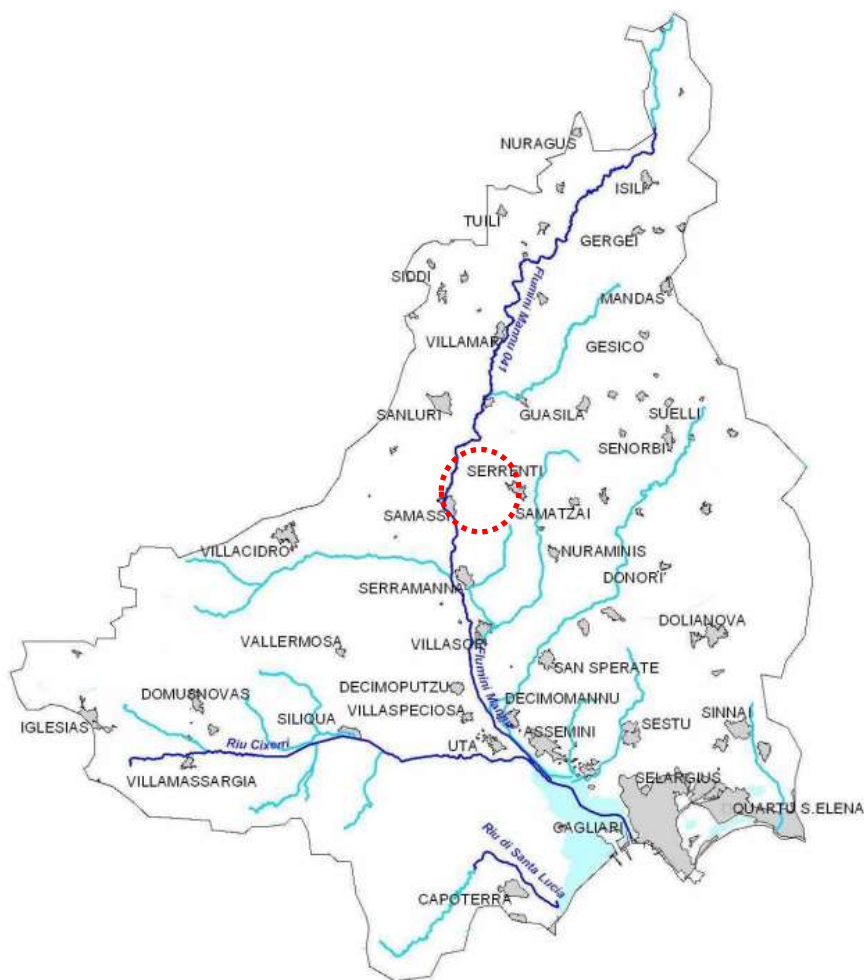 NURAGUS
ISILI
TUILI
GERGEI
SIDDI
MANDAS
Flumini Mannu 041
VILLAMAR
GESICO
SANLURI
GUASILA
SUELLI
SENORBI'
SERRENTI
SAMASSI
SAMATZAI
VILLACIDRO
NURAMINIS
DONORI'
SERRAMANNA
DOLIANOVA
VILLASOR
VALLERMOSA
SAN SPERATE
DECIMOPUTZU
Flumini Mannu
DOMUSNOVAS
DECIMOMANNU
VILLASPECIOSA
IGLESIAS
SILIQUA
ASSEMINI
SESTU
SINNAI
UTA
Riu Cixerri
VILLAMASSARGIA
SELARGIUS
QUARTU S.ELENA
CAGLIARI
Riu di Santa Lucia
CAPOTERRA